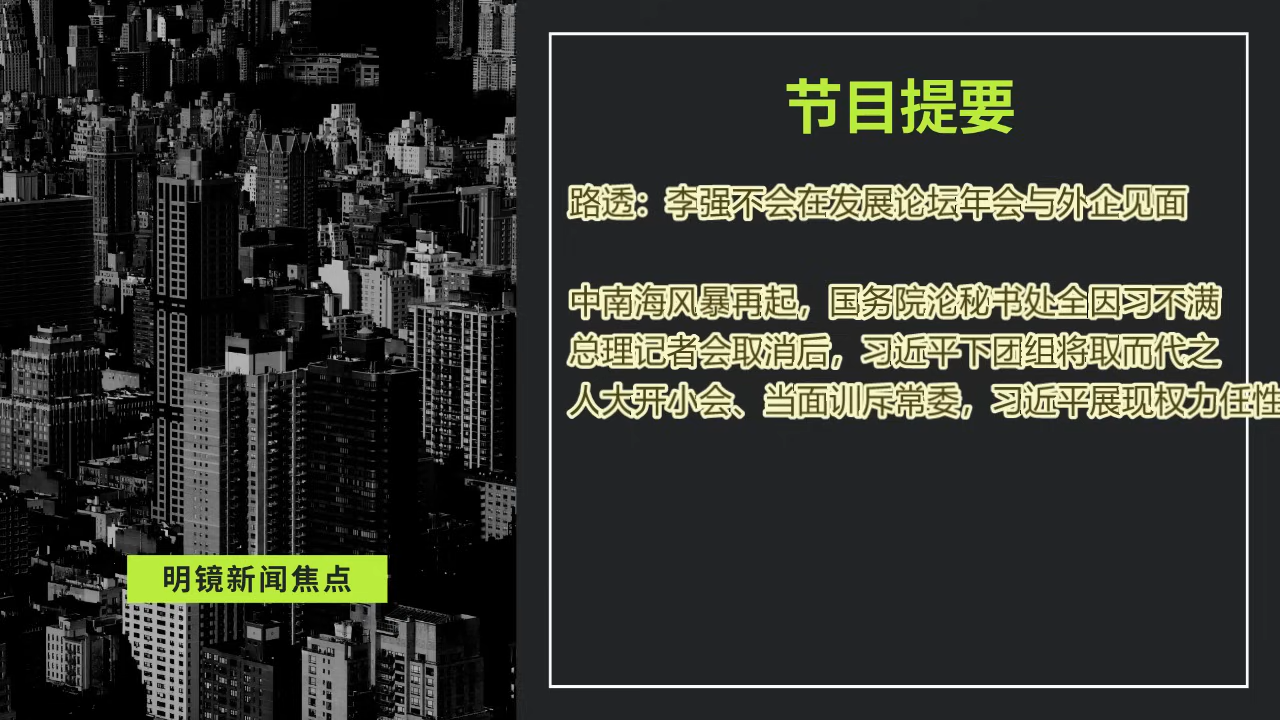 节目提要
路透：李强不会在发展论坛年会与外企见面
中南海风暴再起，国务院沦秘书处全因习不满
总理记者会取消后，习近平下团组将取而代之
人大开小会、当面训斥常委，习近平展现权力任性
明镜新闻焦点